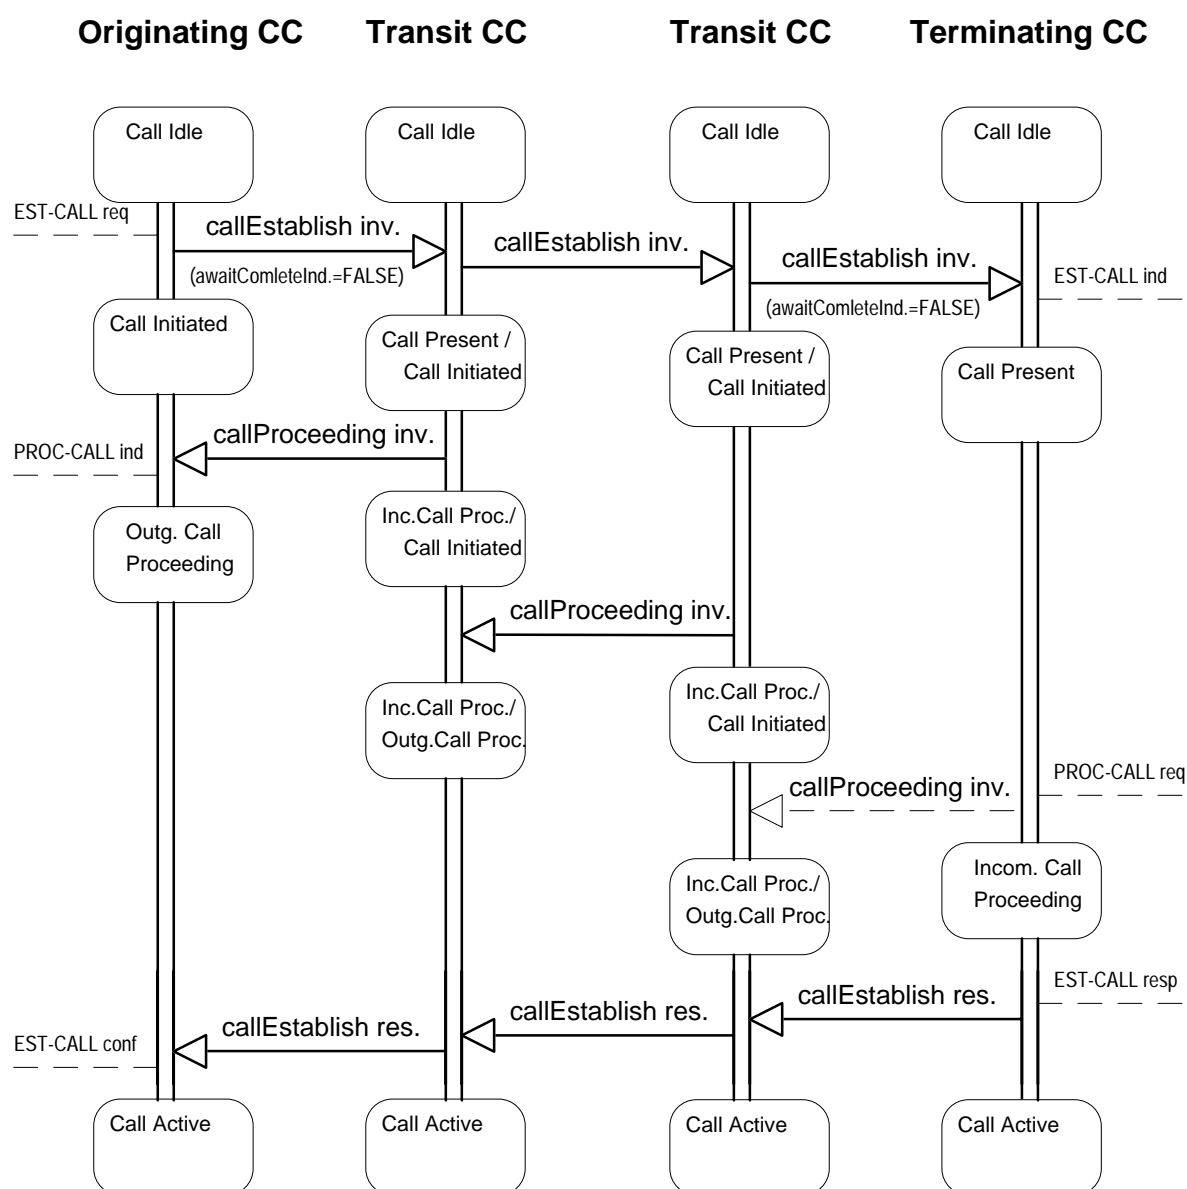 Originating CC
Transit CC
Transit CC
Terminating CC
Call Idle
Call Idle
Call Idle
Call Idle
EST-CALL req
callEstablish inv.
(awaitComleteInd.=FALSE)
callEstablish inv.
callEstablish inv.
(awaitComleteInd.=FALSE)
EST-CALL ind
Call Initiated
Call Present /
Call Initiated
Call Present /
Call Initiated
Call Present
callProceeding inv.
PROC-CALL ind
Outg. Call
Proceeding
Inc.Call Proc./
Call Initiated
callProceeding inv.
Inc.Call Proc./
Outg.Call Proc.
Inc.Call Proc./
Call Initiated
PROC-CALL req
callProceeding inv.
Inc.Call Proc./
Outg.Call Proc.
Incom. Call
Proceeding
EST-CALL resp
callEstablish res.
callEstablish res.
callEstablish res.
EST-CALL conf
Call Active
Call Active
Call Active
Call Active